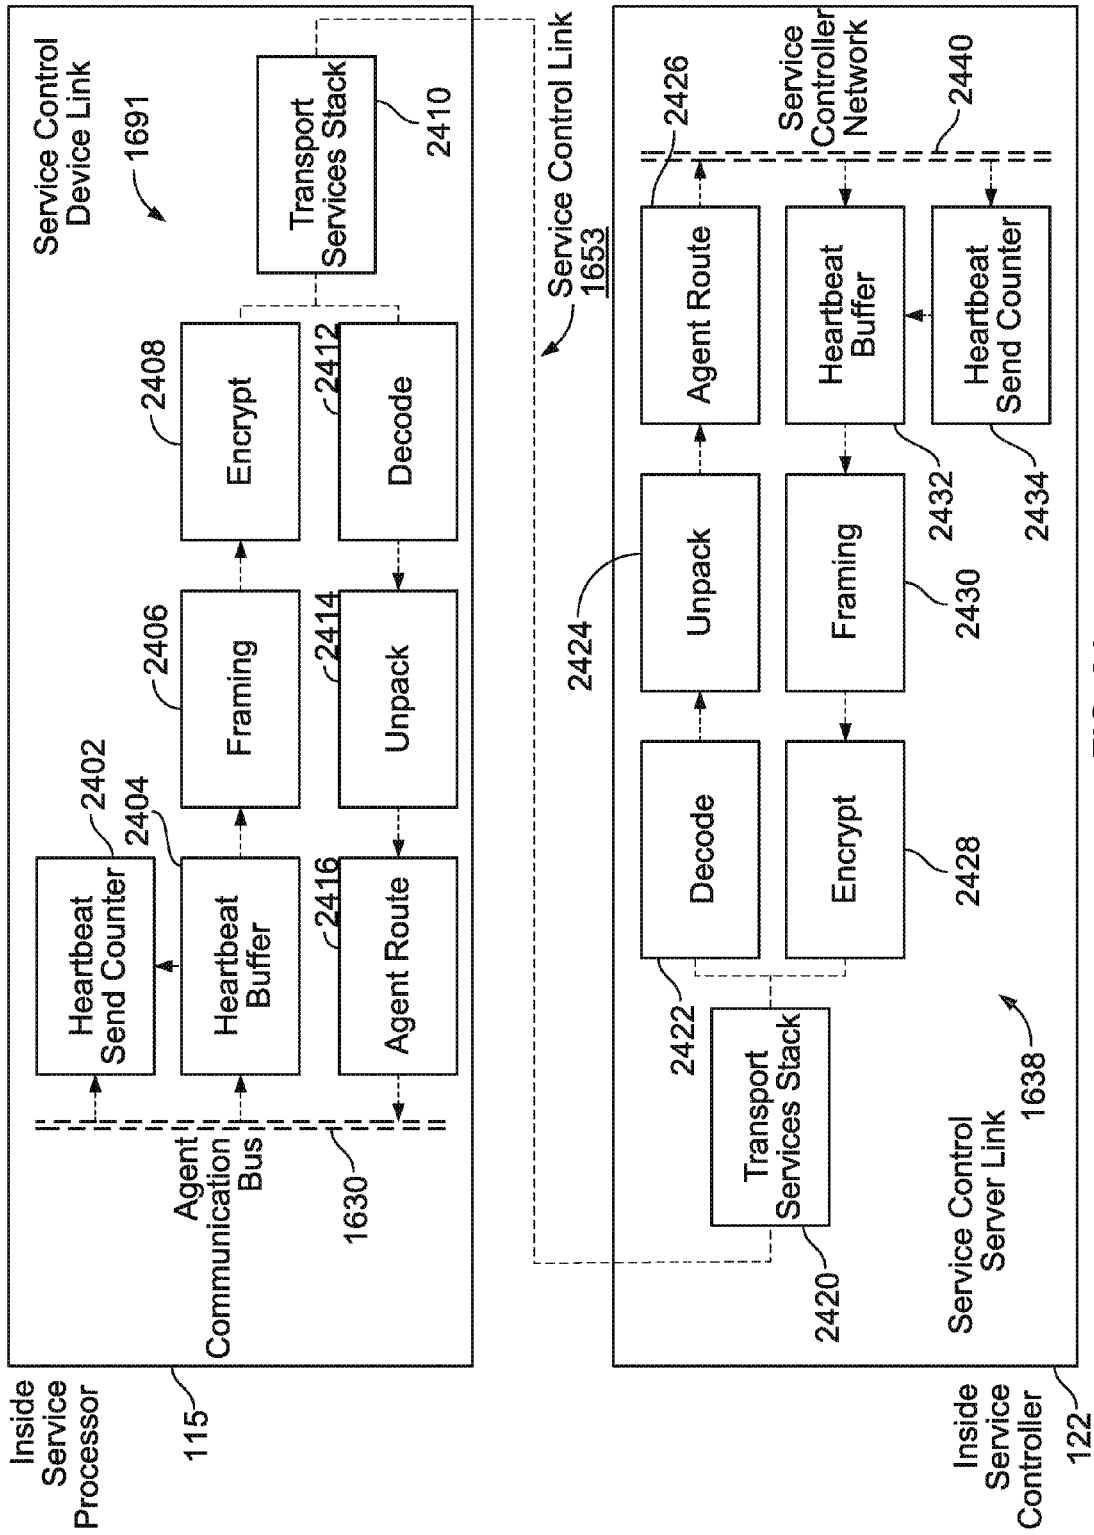 Inside
Service
Processor
115
Service Control
Device Link
1691
Agent
Communication
Bus
1630
Heartbeat
Send Counter
2402
Heartbeat
Buffer
2404
Framing
2406
Encrypt
2408
Transport
Services Stack
2410
Decode
2412
Unpack
2414
Agent Route
2416
Service Control Link
1653
Inside
Service
Controller
122
Service Control
Server Link
1638
Transport
Services Stack
2420
Decode
2422
Unpack
2424
Agent Route
2426
Encrypt
2428
Framing
2430
Heartbeat
Buffer
2432
Heartbeat
Send Counter
2434
Service
Controller
Network
2440